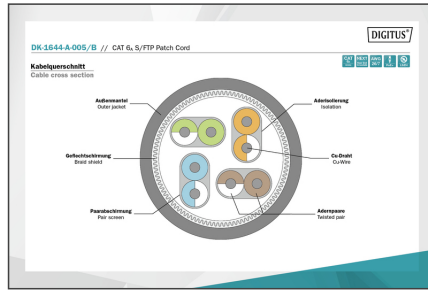 DIGITUS®
DK-1644-A-005/B // CAT 6A S/FTP Patch Cord
Kabelquerschnitt
Cable cross section
Außenmantel
Outer jacket
Aderisolierung
Isolation
Geflechtschirmung
Braid shield
Cu-Draht
Cu-Wire
Paarabschirmung
Pair screen
Adernpaare
Twisted pair